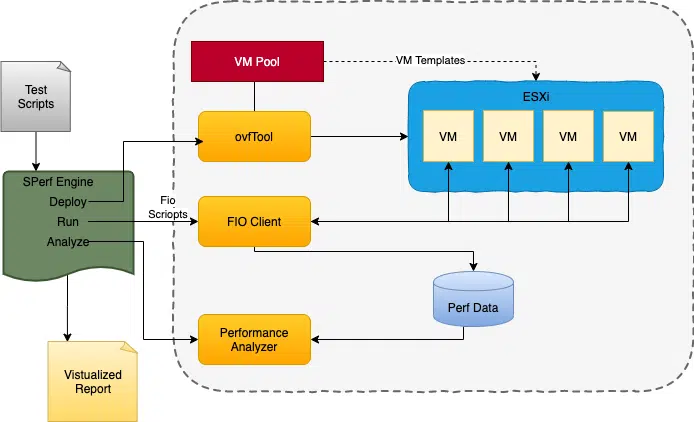 VM Pool
VM Templates
Test
Scripts
ESXi
ovfTool
VM
VM
VM
VM
SPerf Engine
Deploy
Run
Analyze
Fio
Scriopts
FIO Client
Perf Data
Performance
Analyzer
Vistualized
Report